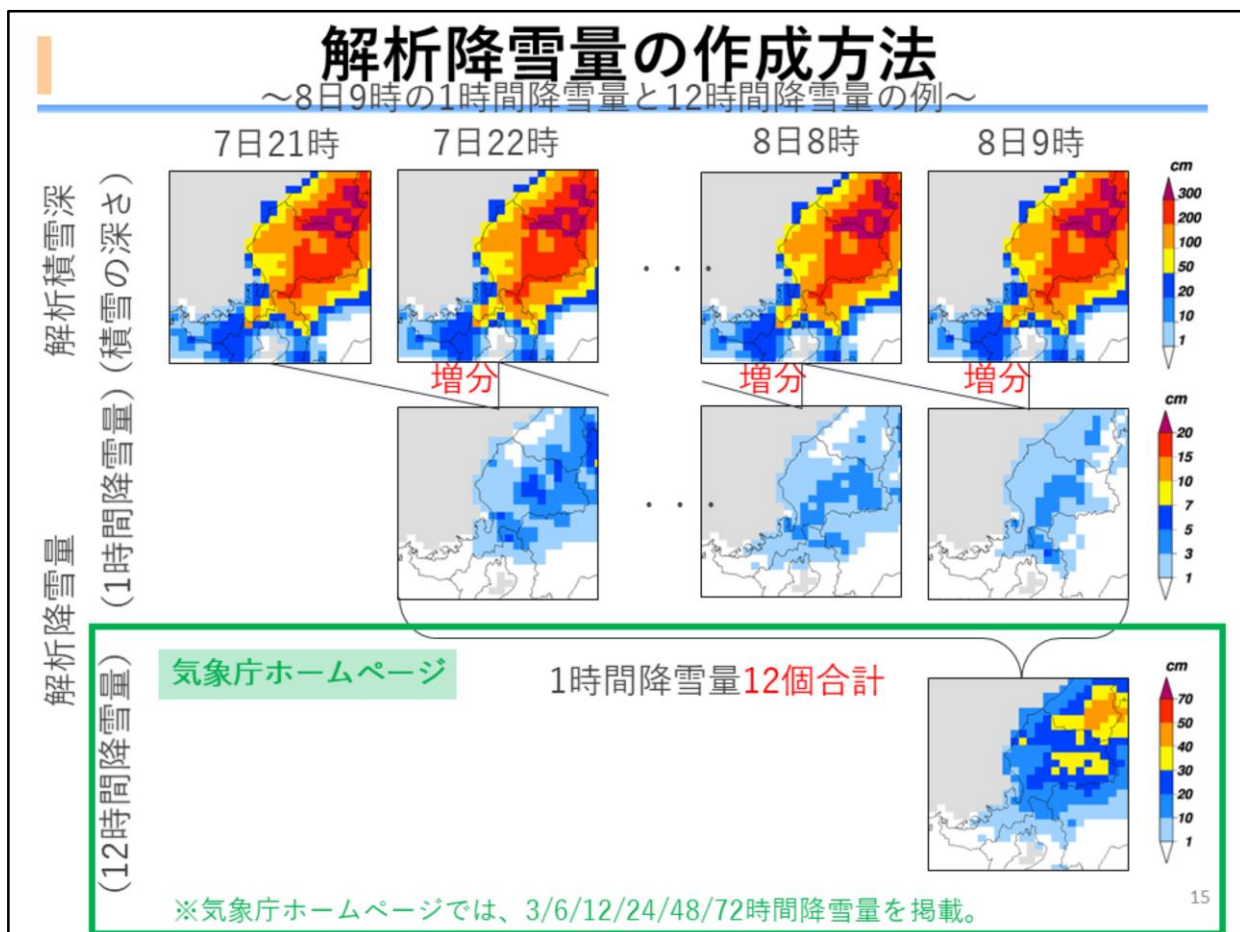 解析降雪量の作成方法
～8日9時の1時間降雪量と12時間降雪量の例～
7日21時
7日22時
8日8時
8日9時
解析積雪深
(積雪の深さ)
・・・
cm
300
200
100
50
20
10
1
増分
増分
増分
解析降雪量
(1時間降雪量)
・・・
cm
20
15
10
7
5
3
1
(12時間降雪量)
気象庁ホームページ
1時間降雪量12個合計
cm
70
50
40
30
20
10
1
※気象庁ホームページでは、3/6/12/24/48/72時間降雪量を掲載。
15